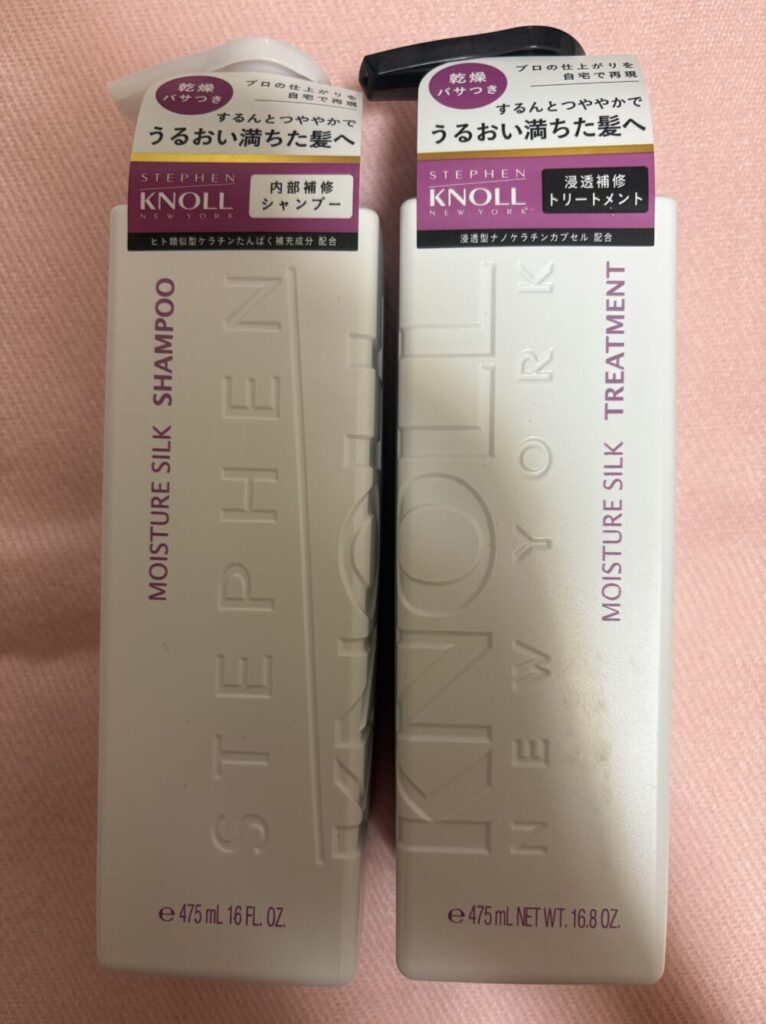 乾燥
パサつき
プロの仕上がりを
自宅で再現
するんとつややかで
うるおい満ちた髪へ
STEPHEN
KNOLL
NEW YORK
内部補修
シャンプー
ヒト類似型ケラチンたんぱく補充成分 配合
MOISTURE SILK SHAMPOO
STEPHEN
KNOLL
℮ 475 mL 16 FL. OZ.
乾燥
パサつき
プロの仕上がりを
自宅で再現
するんとつややかで
うるおい満ちた髪へ
STEPHEN
KNOLL
NEW YORK
浸透補修
トリートメント
浸透型ナノケラチンカプセル 配合
MOISTURE SILK TREATMENT
KNOLL
NEW YORK
℮ 475 mL NET WT. 16.8 OZ.